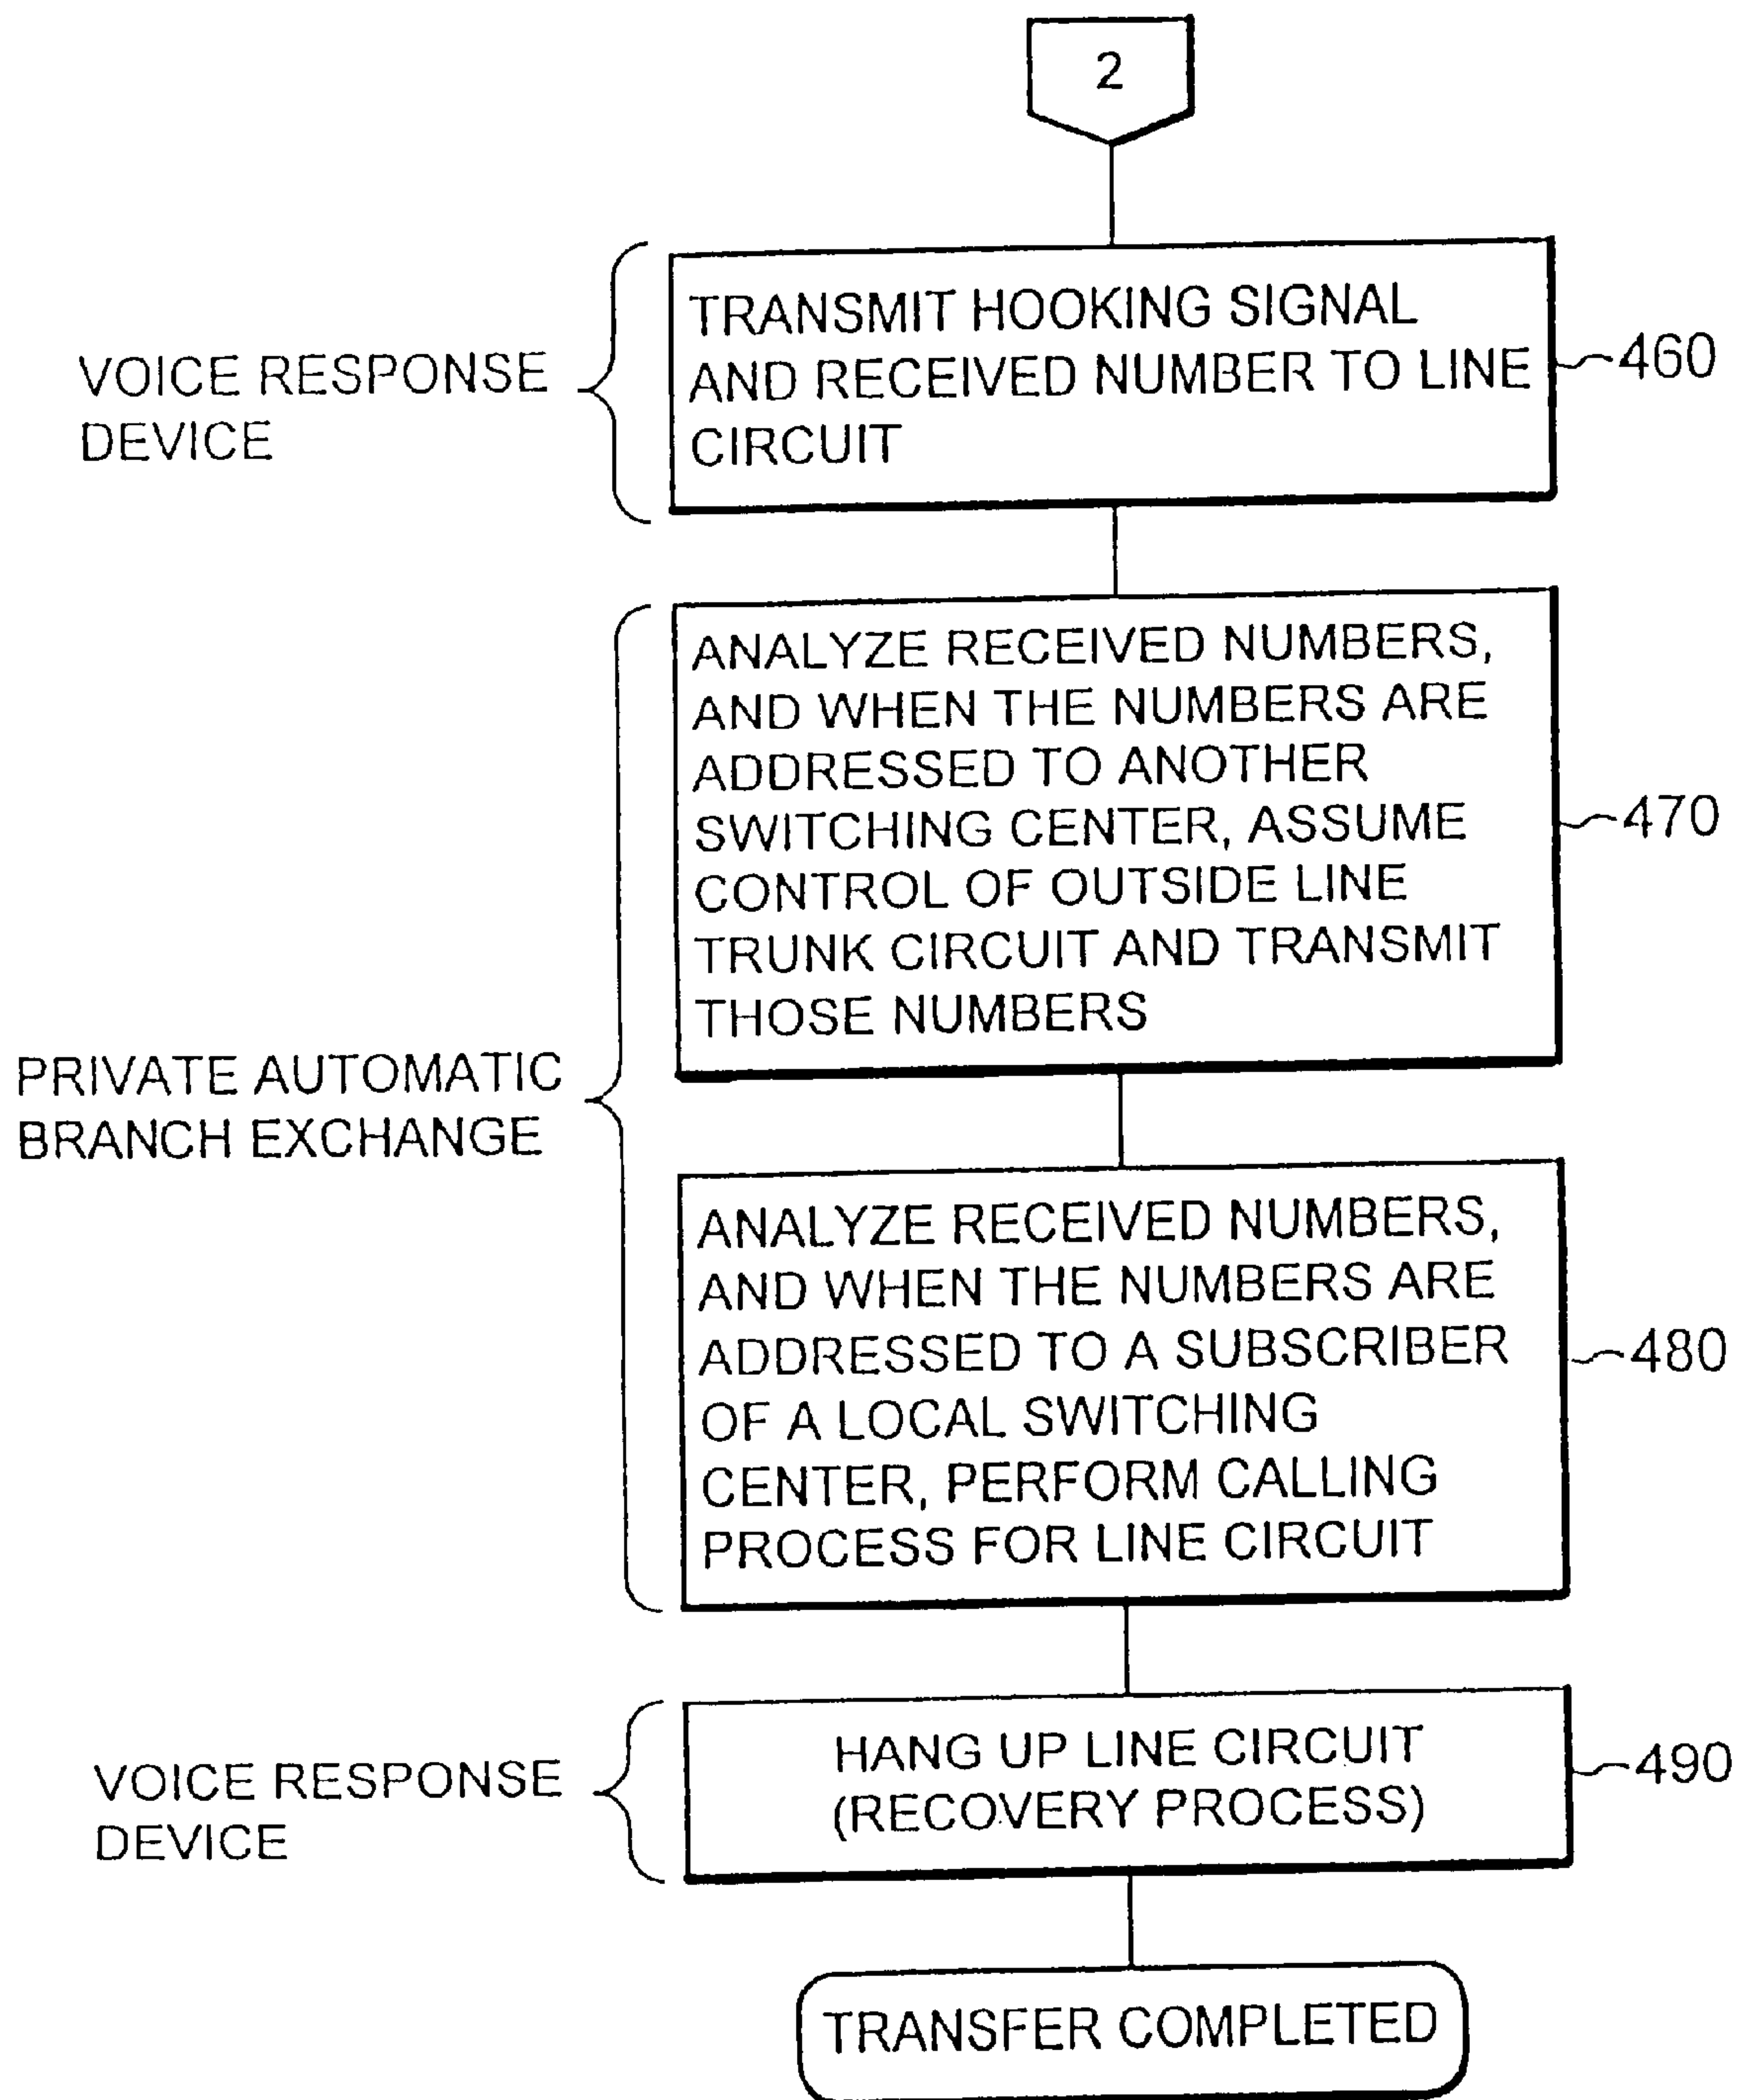 2
VOICE RESPONSE
DEVICE
TRANSMIT HOOKING SIGNAL
AND RECEIVED NUMBER TO LINE
CIRCUIT
460
PRIVATE AUTOMATIC
BRANCH EXCHANGE
ANALYZE RECEIVED NUMBERS,
AND WHEN THE NUMBERS ARE
ADDRESSED TO ANOTHER
SWITCHING CENTER, ASSUME
CONTROL OF OUTSIDE LINE
TRUNK CIRCUIT AND TRANSMIT
THOSE NUMBERS
470
ANALYZE RECEIVED NUMBERS,
AND WHEN THE NUMBERS ARE
ADDRESSED TO A SUBSCRIBER
OF A LOCAL SWITCHING
CENTER, PERFORM CALLING
PROCESS FOR LINE CIRCUIT
480
VOICE RESPONSE
DEVICE
HANG UP LINE CIRCUIT
(RECOVERY PROCESS)
490
TRANSFER COMPLETED